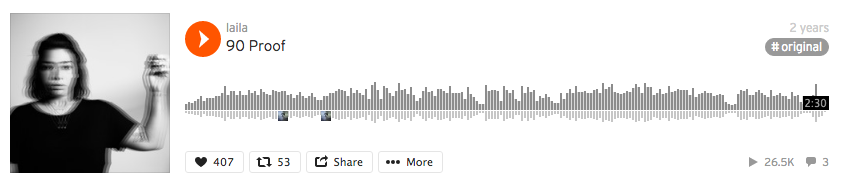 laila
2 years
90 Proof
# original
2:30
407 53 Share More
26.5K 3